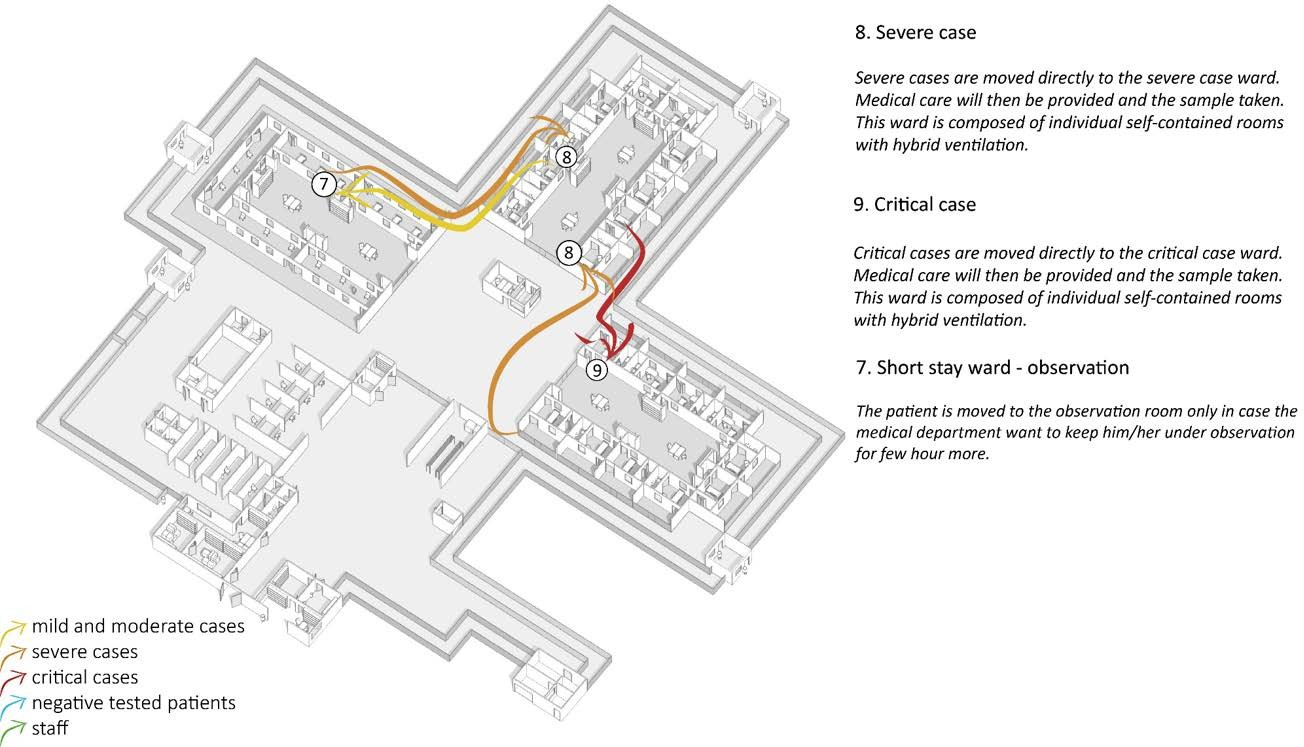 8. Severe case
Severe cases are moved directly to the severe case ward.
Medical care will then be provided and the sample taken.
This ward is composed of individual self-contained rooms
with hybrid ventilation.
9. Critical case
Critical cases are moved directly to the critical case ward.
Medical care will then be provided and the sample taken.
This ward is composed of individual self-contained rooms
with hybrid ventilation.
7. Short stay ward - observation
The patient is moved to the observation room only in case the
medical department want to keep him/her under observation
for few hour more.
8
7
8
9
mild and moderate cases
severe cases
critical cases
negative tested patients
staff